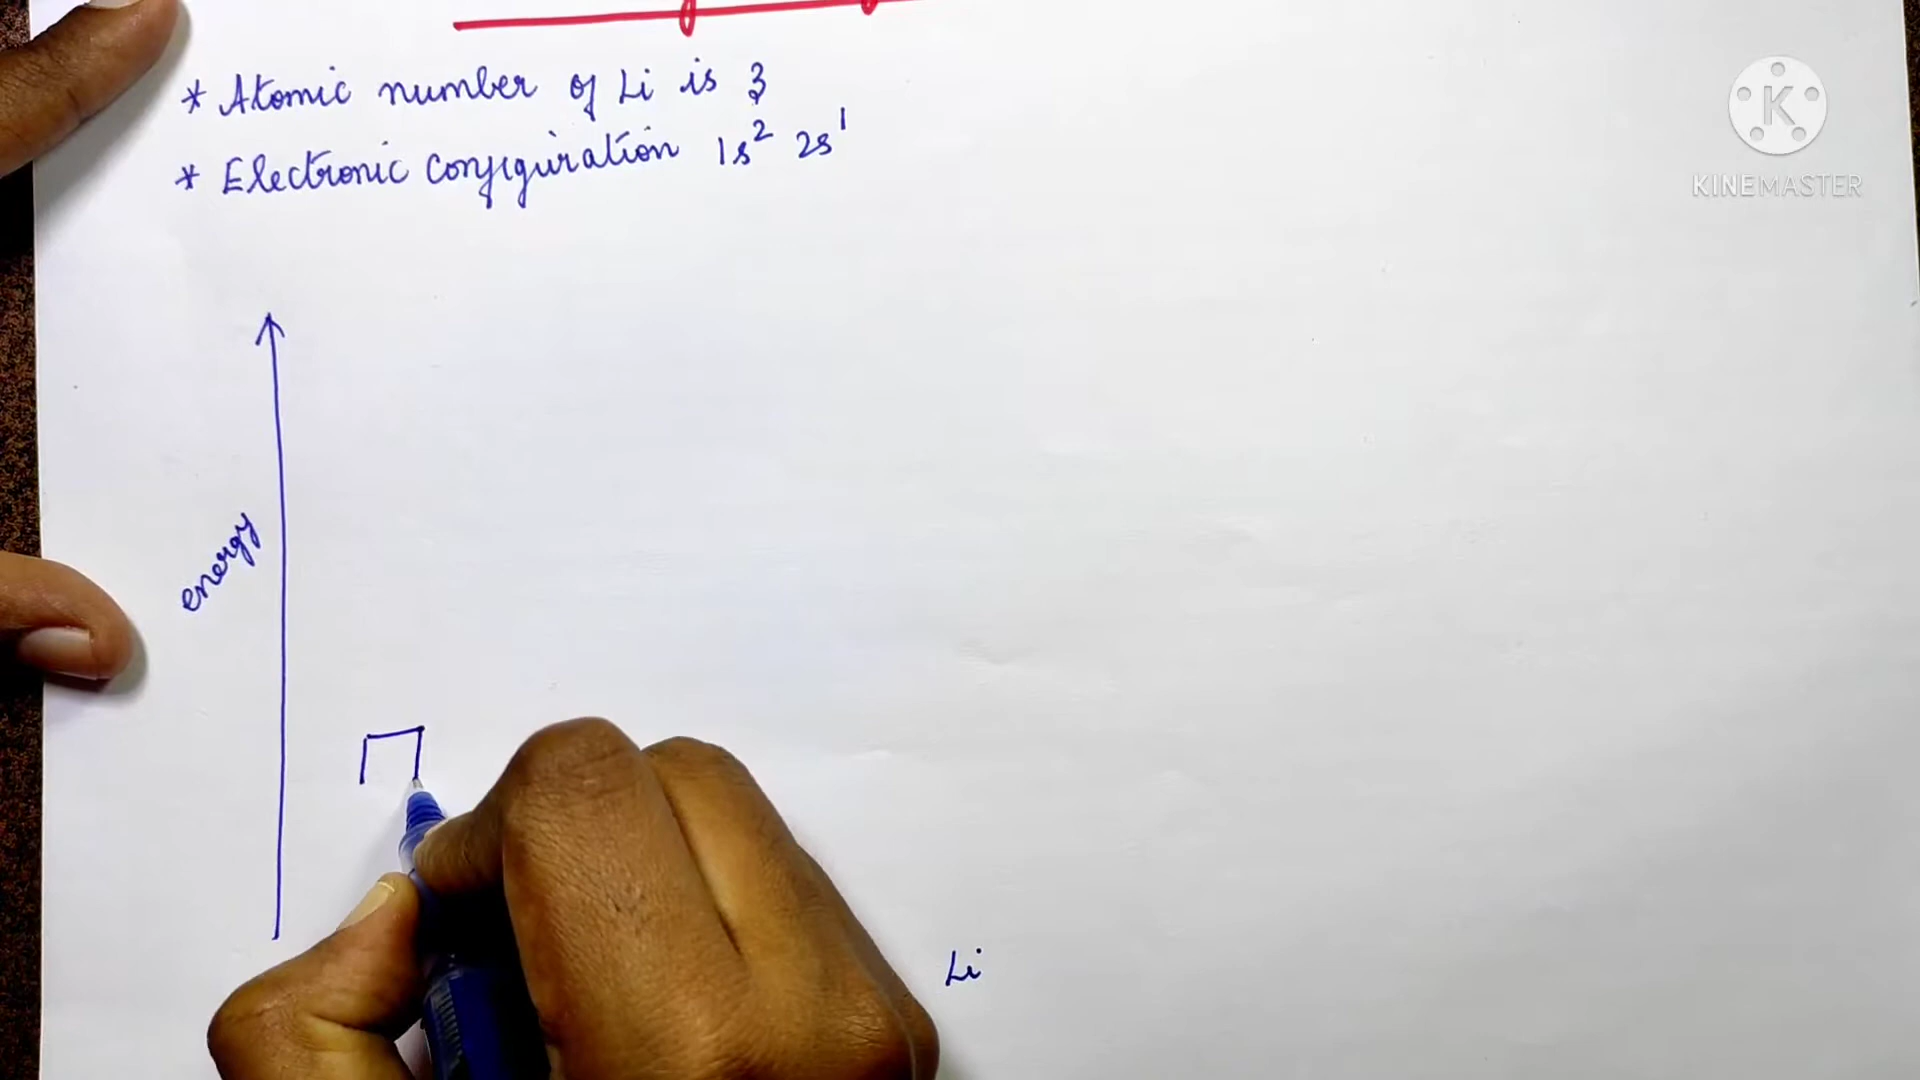 * Atomic number of Li is 3
* Electronic configuration 1s² 2s¹
K
KINEMASTER
energy
Li